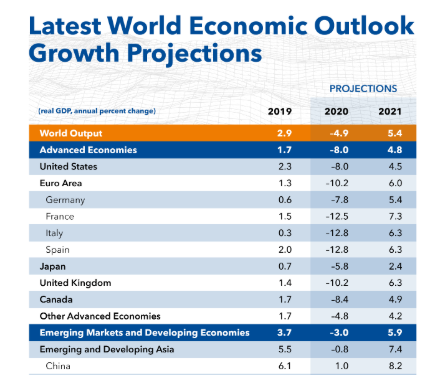 Latest World Economic Outlook
Growth Projections
PROJECTIONS
(real GDP, annual percent change) 2019 2020 2021
World Output 2.9 -4.9 5.4
Advanced Economies 1.7 -8.0 4.8
United States 2.3 -8.0 4.5
Euro Area 1.3 -10.2 6.0
Germany 0.6 -7.8 5.4
France 1.5 -12.5 7.3
Italy 0.3 -12.8 6.3
Spain 2.0 -12.8 6.3
Japan 0.7 -5.8 2.4
United Kingdom 1.4 -10.2 6.3
Canada 1.7 -8.4 4.9
Other Advanced Economies 1.7 -4.8 4.2
Emerging Markets and Developing Economies 3.7 -3.0 5.9
Emerging and Developing Asia 5.5 -0.8 7.4
China 6.1 1.0 8.2